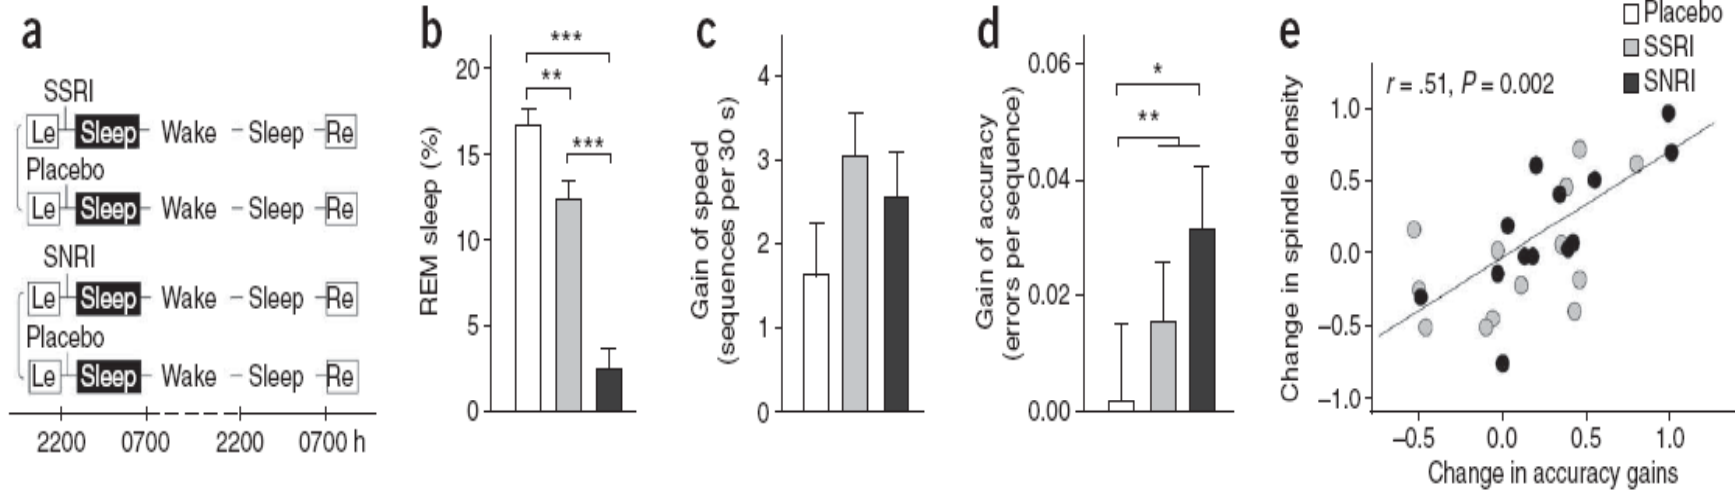 a
SSRI
Le Sleep Wake Sleep Re
Placebo
Le Sleep Wake Sleep Re
SNRI
Le Sleep Wake Sleep Re
Placebo
Le Sleep Wake Sleep Re
2200 0700 2200 0700 h
b
REM sleep (%)
20
15
10
5
0
***
**
***
c
Gain of speed
(sequences per 30 s)
4
3
2
1
0
d
Gain of accuracy
(errors per sequence)
0.06
0.04
0.02
0.00
*
**
e
Placebo
SSRI
SNRI
r = .51, P = 0.002
Change in spindle density
1.0
0.5
0.0
−0.5
−1.0
−0.5 0.0 0.5 1.0
Change in accuracy gains